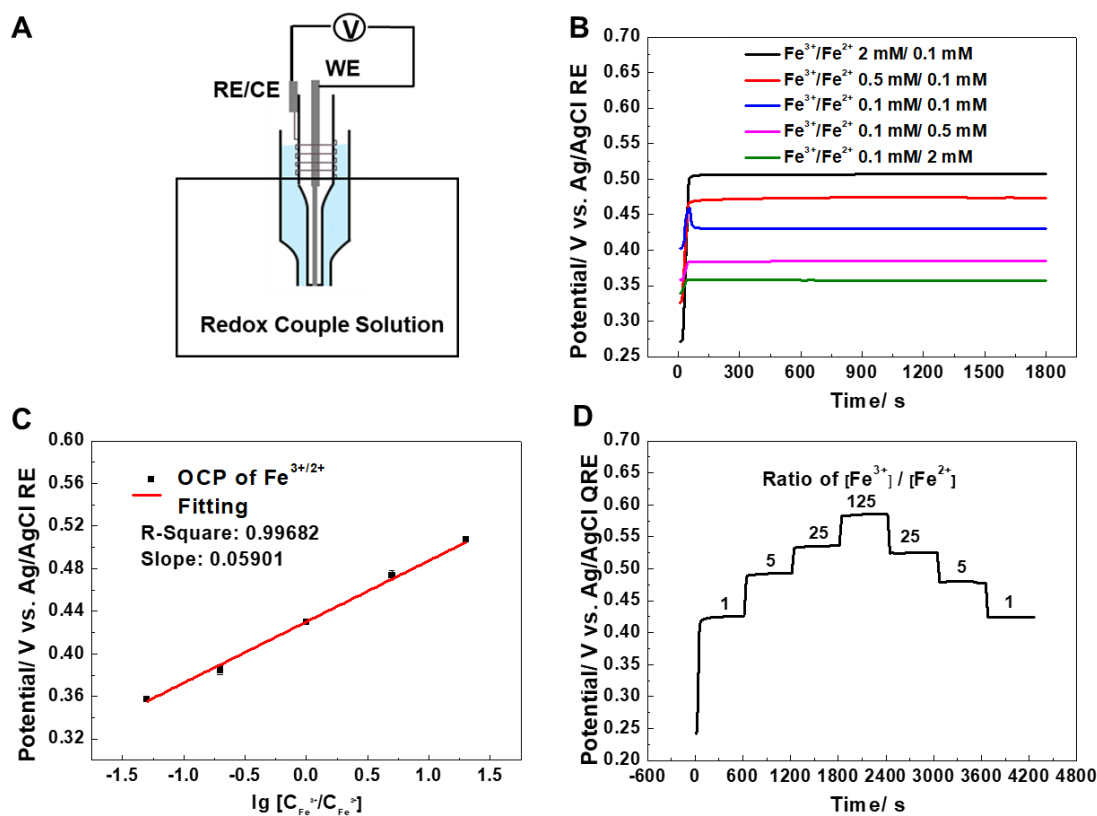 A
V
WE
RE/CE
Redox Couple Solution
B
Fe³⁺/Fe²⁺ 2 mM/ 0.1 mM
Fe³⁺/Fe²⁺ 0.5 mM/ 0.1 mM
Fe³⁺/Fe²⁺ 0.1 mM/ 0.1 mM
Fe³⁺/Fe²⁺ 0.1 mM/ 0.5 mM
Fe³⁺/Fe²⁺ 0.1 mM/ 2 mM
Potential/ V vs. Ag/AgCl RE
0.70
0.65
0.60
0.55
0.50
0.45
0.40
0.35
0.30
0.25
0 300 600 900 1200 1500 1800
Time/ s
C
OCP of Fe³⁺/²⁺
Fitting
R-Square: 0.99682
Slope: 0.05901
Potential/ V vs. Ag/AgCl RE
0.60
0.56
0.52
0.48
0.44
0.40
0.36
0.32
-1.5 -1.0 -0.5 0.0 0.5 1.0 1.5
lg [C Fe³⁺/C Fe²⁺]
D
Ratio of [Fe³⁺] / [Fe²⁺]
1 5 25 125 25 5 1
Potential/ V vs. Ag/AgCl QRE
0.70
0.65
0.60
0.55
0.50
0.45
0.40
0.35
0.30
0.25
0.20
-600 0 600 1200 1800 2400 3000 3600 4200 4800
Time/ s